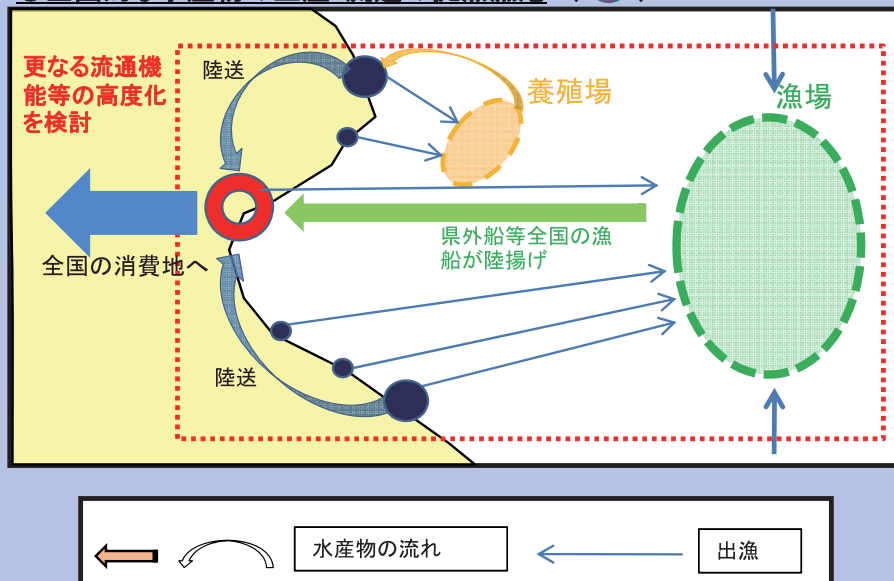 更なる流通機
能等の高度化
を検討
陸送
養殖場
漁場
県外船等全国の漁
船が陸揚げ
全国の消費地へ
陸送
水産物の流れ
出漁